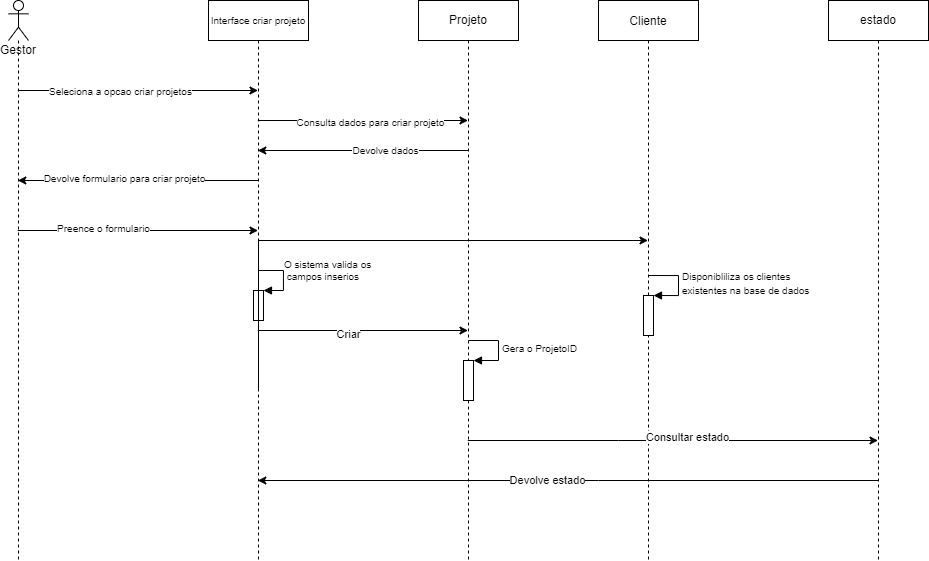 Gestor
Interface criar projeto
Projeto
Cliente
estado
Seleciona a opcao criar projetos
Consulta dados para criar projeto
Devolve dados
Devolve formulario para criar projeto
Preence o formulario
O sistema valida os
campos inserios
Disponibliliza os clientes
existentes na base de dados
Criar
Gera o ProjetoID
Consultar estado
Devolve estado